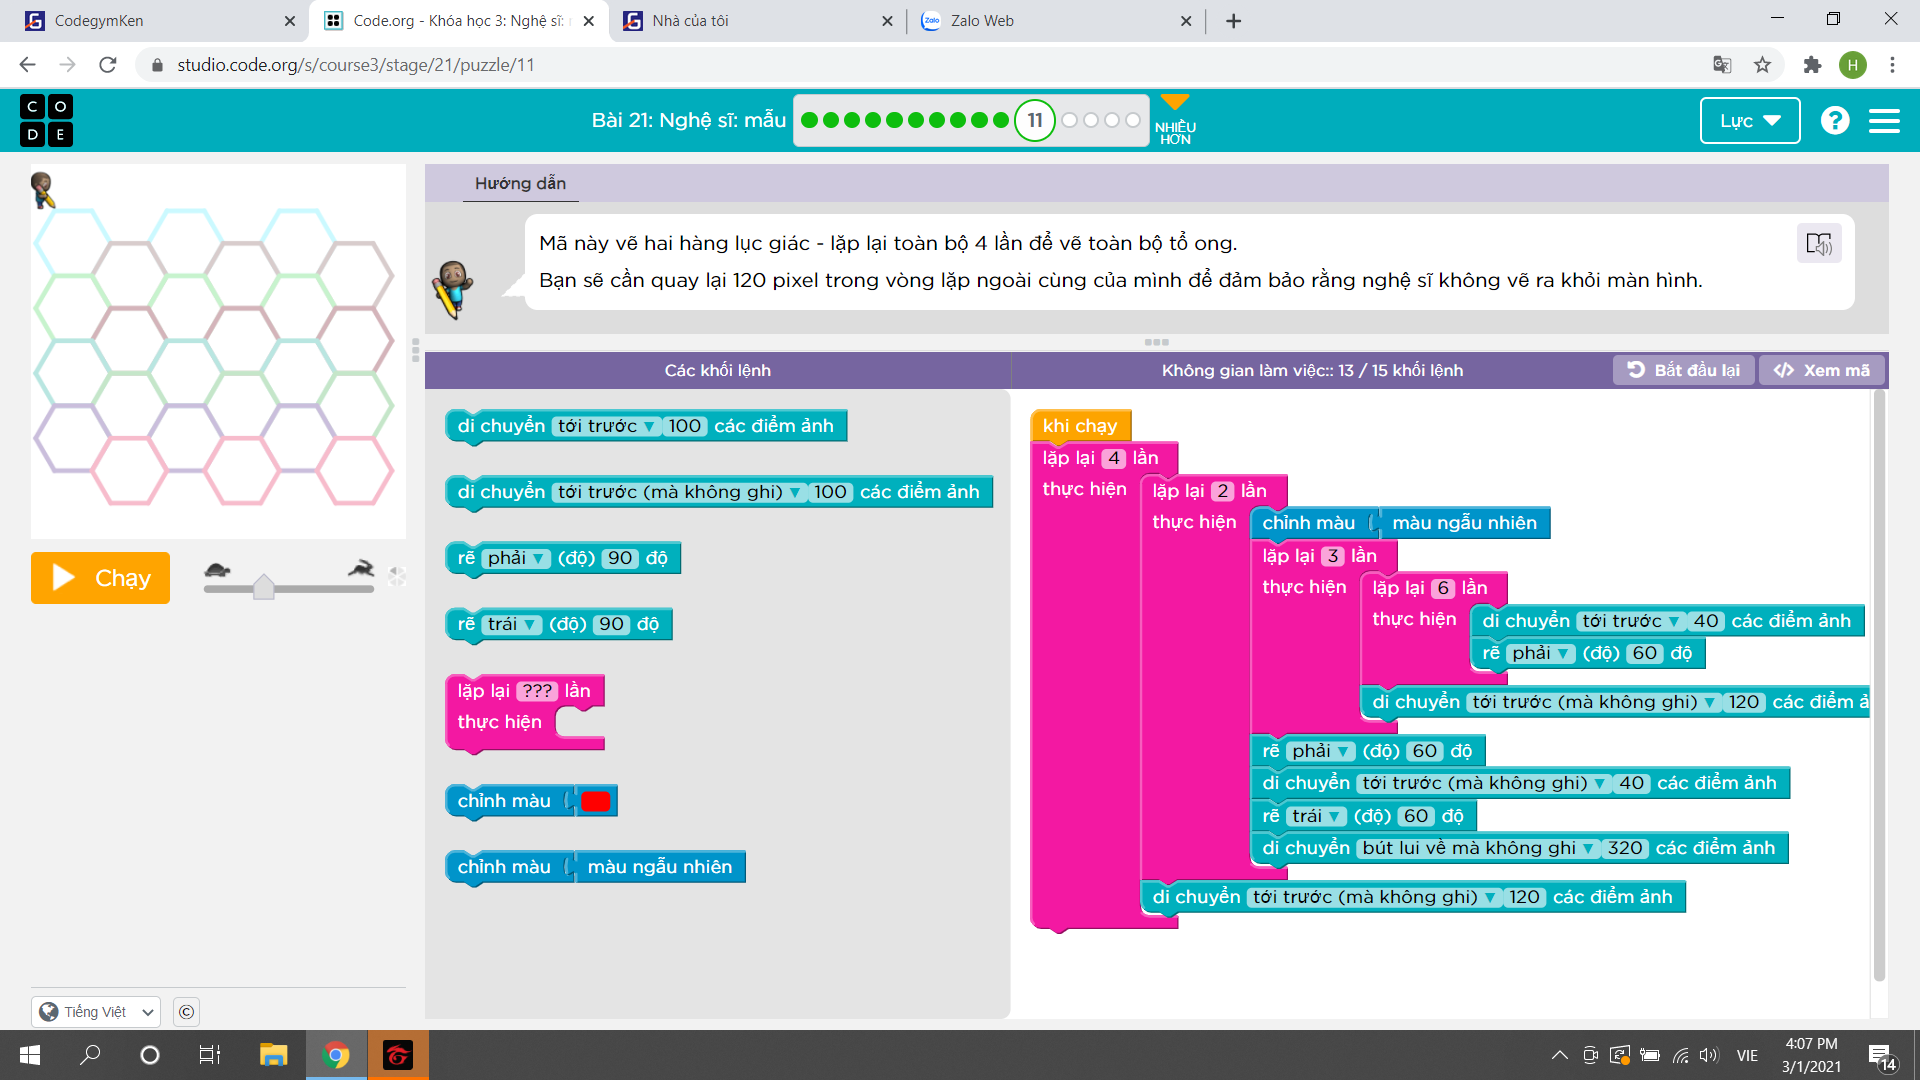 CodegymKen
Code.org - Khóa học 3: Nghệ sĩ:
Nhà của tôi
Zalo Web
studio.code.org/s/course3/stage/21/puzzle/11
H
C O D E
Bài 21: Nghệ sĩ: mẫu
11
NHIỀU HƠN
Lực
?
Hướng dẫn
Mã này vẽ hai hàng lục giác - lặp lại toàn bộ 4 lần để vẽ toàn bộ tổ ong.
Bạn sẽ cần quay lại 120 pixel trong vòng lặp ngoài cùng của mình để đảm bảo rằng nghệ sĩ không vẽ ra khỏi màn hình.
Các khối lệnh
Không gian làm việc:: 13 / 15 khối lệnh
Bắt đầu lại
Xem mã
Chạy
di chuyển tới trước 100 các điểm ảnh
di chuyển tới trước (mà không ghi) 100 các điểm ảnh
rẽ phải (độ) 90 độ
rẽ trái (độ) 90 độ
lặp lại ??? lần
thực hiện
chỉnh màu
chỉnh màu màu ngẫu nhiên
khi chạy
lặp lại 4 lần
thực hiện
lặp lại 2 lần
thực hiện
chỉnh màu màu ngẫu nhiên
lặp lại 3 lần
thực hiện
lặp lại 6 lần
thực hiện
di chuyển tới trước 40 các điểm ảnh
rẽ phải (độ) 60 độ
di chuyển tới trước (mà không ghi) 120 các điểm ả
rẽ phải (độ) 60 độ
di chuyển tới trước (mà không ghi) 40 các điểm ảnh
rẽ trái (độ) 60 độ
di chuyển bút lui về mà không ghi 320 các điểm ảnh
di chuyển tới trước (mà không ghi) 120 các điểm ảnh
Tiếng Việt
©
VIE
4:07 PM
3/1/2021
14